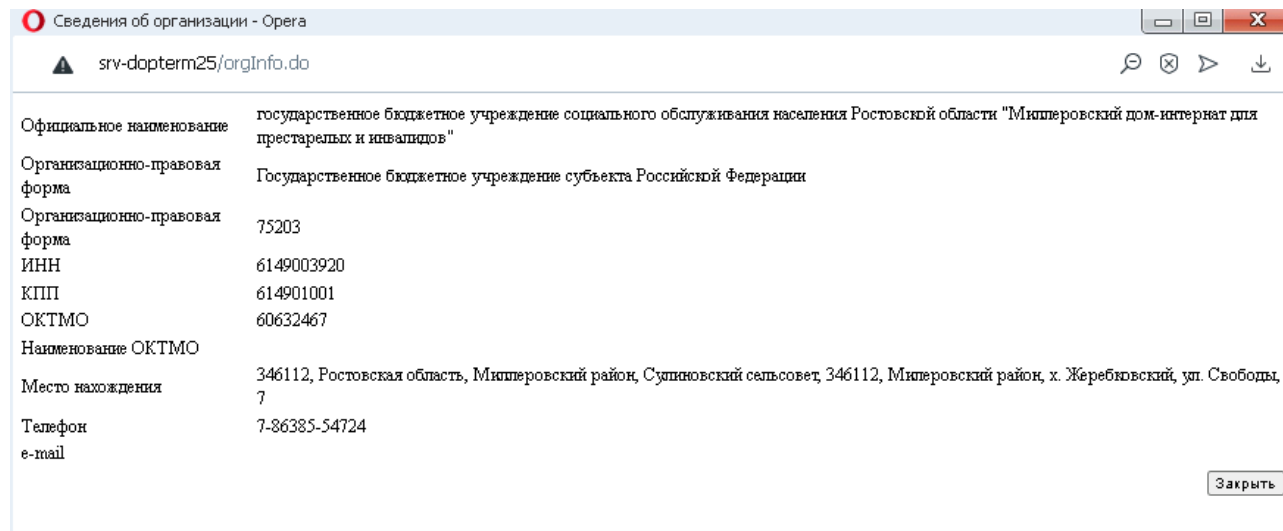 Сведения об организации - Opera
srv-dopterm25/orgInfo.do
Официальное наименование государственное бюджетное учреждение социального обслуживания населения Ростовской области "Миллеровский дом-интернат для
престарелых и инвалидов"
Организационно-правовая
форма Государственное бюджетное учреждение субъекта Российской Федерации
Организационно-правовая
форма 75203
ИНН 6149003920
КПП 614901001
ОКТМО 60632467
Наименование ОКТМО
Место нахождения 346112, Ростовская область, Миллеровский район, Сулиновский сельсовет, 346112, Милеровский район, х. Жеребковский, ул. Свободы,
7
Телефон 7-86385-54724
e-mail
Закрыть